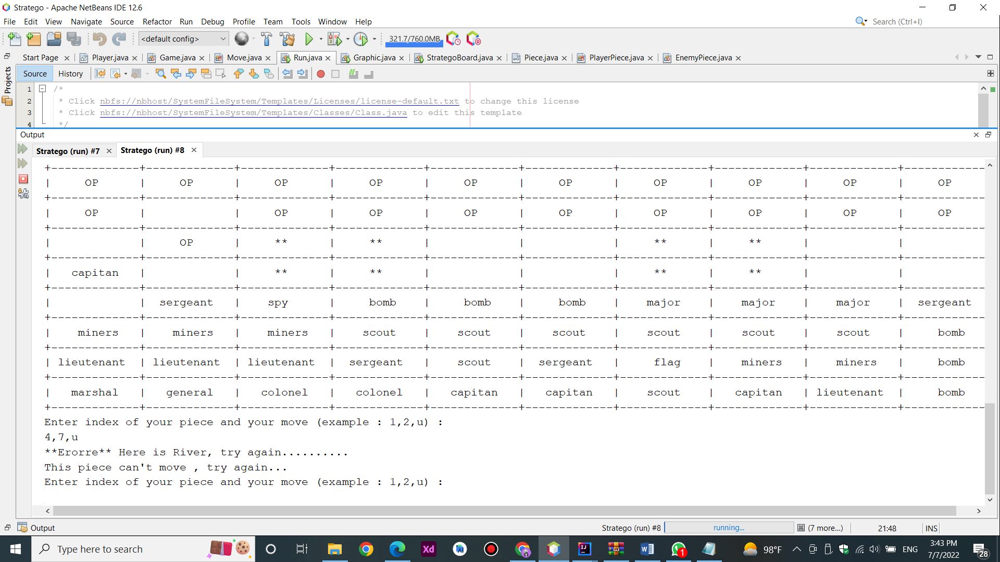 Stratego - Apache NetBeans IDE 12.6
File Edit View Navigate Source Refactor Run Debug Profile Team Tools Window Help
Search (Ctrl+I)
<default config>
321.7/760.0MB
Start Page Player.java Game.java Move.java Run.java Graphic.java StrategoBoard.java Piece.java PlayerPiece.java EnemyPiece.java
Projects
Source History
1 /*
2 * Click nbfs://nbhost/SystemFileSystem/Templates/Licenses/license-default.txt to change this license
3 * Click nbfs://nbhost/SystemFileSystem/Templates/Classes/Class.java to edit this template
4 */
Output
Stratego (run) #7 Stratego (run) #8
+-------------+-------------+-------------+-------------+-------------+-------------+-------------+-------------+-------------+------------
| OP | OP | OP | OP | OP | OP | OP | OP | OP | OP
+-------------+-------------+-------------+-------------+-------------+-------------+-------------+-------------+-------------+------------
| OP | | OP | OP | OP | OP | OP | OP | OP | OP
+-------------+-------------+-------------+-------------+-------------+-------------+-------------+-------------+-------------+------------
| | OP | ** | ** | | | ** | ** | |
+-------------+-------------+-------------+-------------+-------------+-------------+-------------+-------------+-------------+------------
| capitan | | ** | ** | | | ** | ** | |
+-------------+-------------+-------------+-------------+-------------+-------------+-------------+-------------+-------------+------------
| | sergeant | spy | bomb | bomb | bomb | major | major | major | sergeant
+-------------+-------------+-------------+-------------+-------------+-------------+-------------+-------------+-------------+------------
| miners | miners | miners | scout | scout | scout | scout | scout | scout | bomb
+-------------+-------------+-------------+-------------+-------------+-------------+-------------+-------------+-------------+------------
| lieutenant | lieutenant | lieutenant | sergeant | scout | sergeant | flag | miners | miners | bomb
+-------------+-------------+-------------+-------------+-------------+-------------+-------------+-------------+-------------+------------
| marshal | general | colonel | colonel | capitan | capitan | scout | capitan | lieutenant | bomb
+-------------+-------------+-------------+-------------+-------------+-------------+-------------+-------------+-------------+------------
Enter index of your piece and your move (example : 1,2,u) :
4,7,u
**Erorre** Here is River, try again..........
This piece can't move , try again...
Enter index of your piece and your move (example : 1,2,u) :
Output Stratego (run) #8 running... (7 more...) 21:48 INS
Type here to search
Xd
IJ
W
1
98°F
ENG
3:43 PM
7/7/2022
28